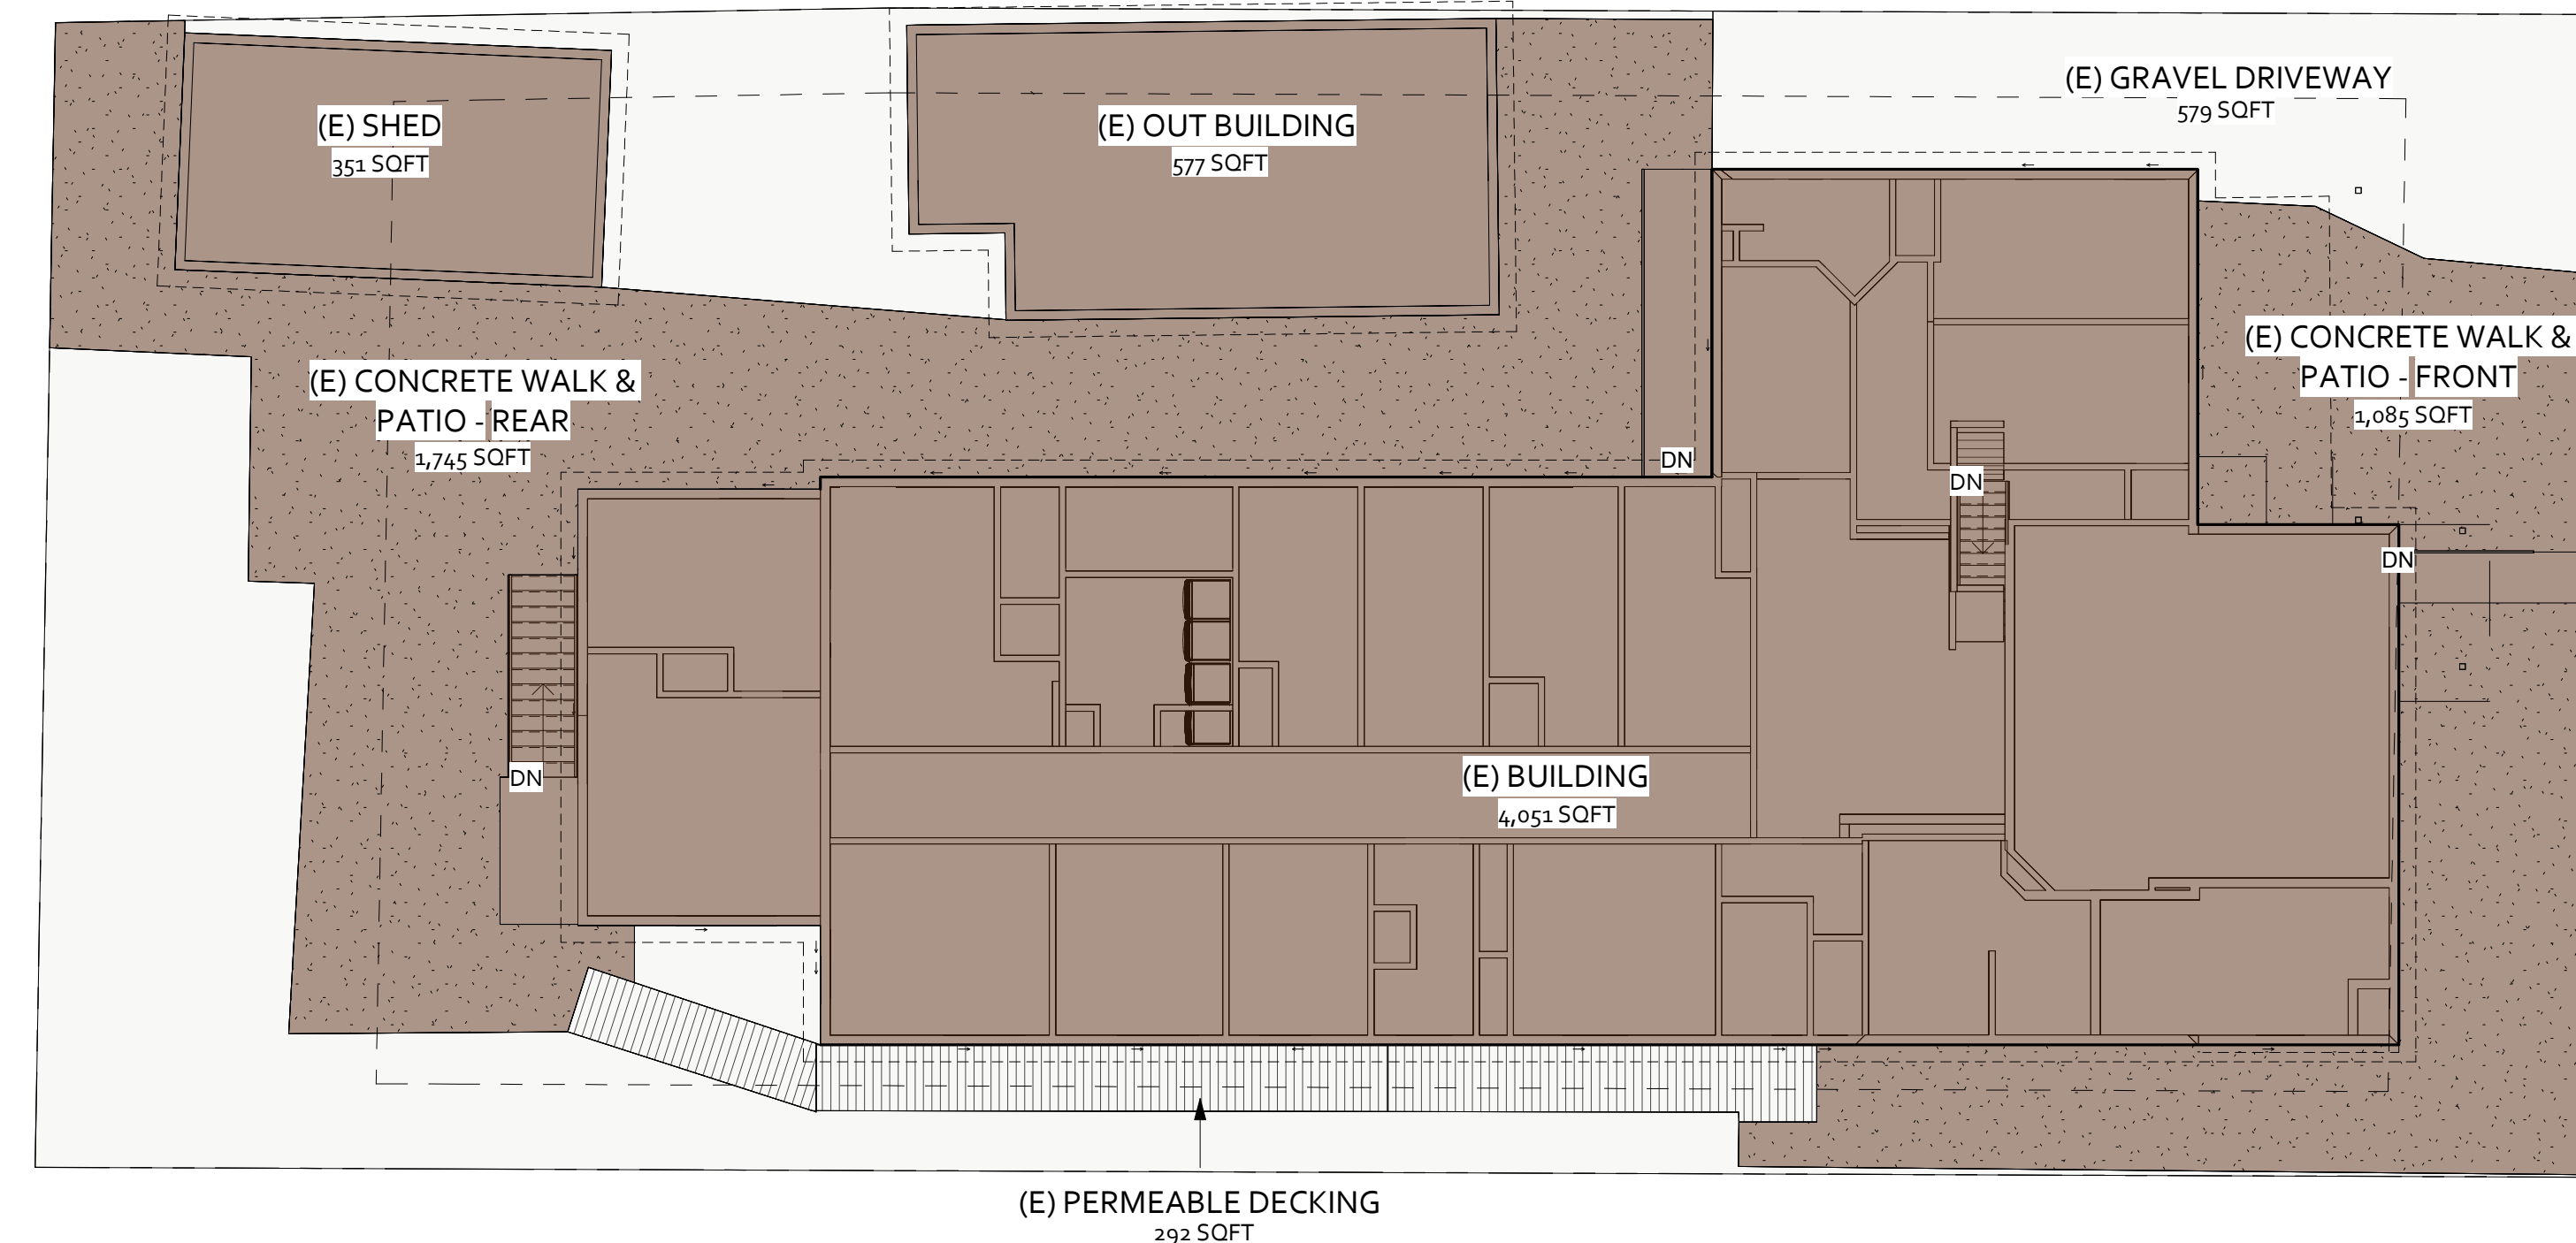 (E) GRAVEL DRIVEWAY
579 SQFT
(E) SHED
351 SQFT
(E) OUT BUILDING
577 SQFT
(E) CONCRETE WALK &
PATIO - FRONT
1,085 SQFT
(E) CONCRETE WALK &
PATIO - REAR
1,745 SQFT
DN
DN
DN
DN
(E) BUILDING
4,051 SQFT
(E) PERMEABLE DECKING
292 SQFT